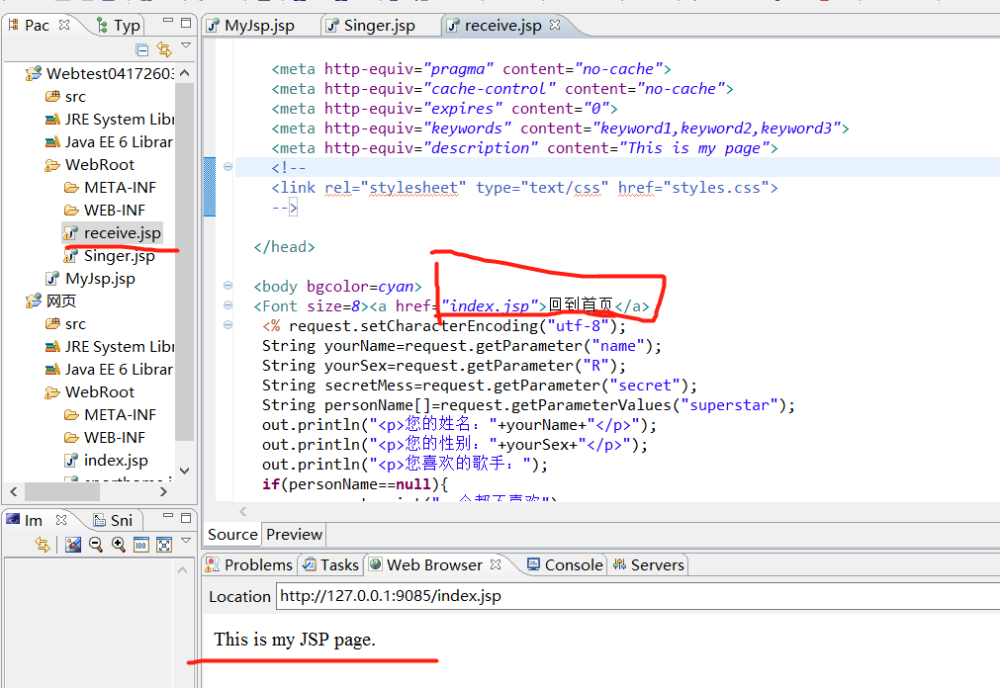 Pac
Typ
MyJsp.jsp
Singer.jsp
receive.jsp
Webtest04172603
src
JRE System Libr
Java EE 6 Librar
WebRoot
META-INF
WEB-INF
receive.jsp
Singer.jsp
MyJsp.jsp
网页
src
JRE System Libr
Java EE 6 Librar
WebRoot
META-INF
WEB-INF
index.jsp
<meta http-equiv="pragma" content="no-cache">
<meta http-equiv="cache-control" content="no-cache">
<meta http-equiv="expires" content="0">
<meta http-equiv="keywords" content="keyword1,keyword2,keyword3">
<meta http-equiv="description" content="This is my page">
<!--
<link rel="stylesheet" type="text/css" href="styles.css">
-->
</head>
<body bgcolor=cyan>
<Font size=8><a href="index.jsp">回到首页</a>
<% request.setCharacterEncoding("utf-8");
String yourName=request.getParameter("name");
String yourSex=request.getParameter("R");
String secretMess=request.getParameter("secret");
String personName[]=request.getParameterValues("superstar");
out.println("<p>您的姓名："+yourName+"</p>");
out.println("<p>您的性别："+yourSex+"</p>");
out.println("<p>您喜欢的歌手：");
if(personName==null){
Source
Preview
Im
Sni
Problems
Tasks
Web Browser
Console
Servers
Location
http://127.0.0.1:9085/index.jsp
This is my JSP page.